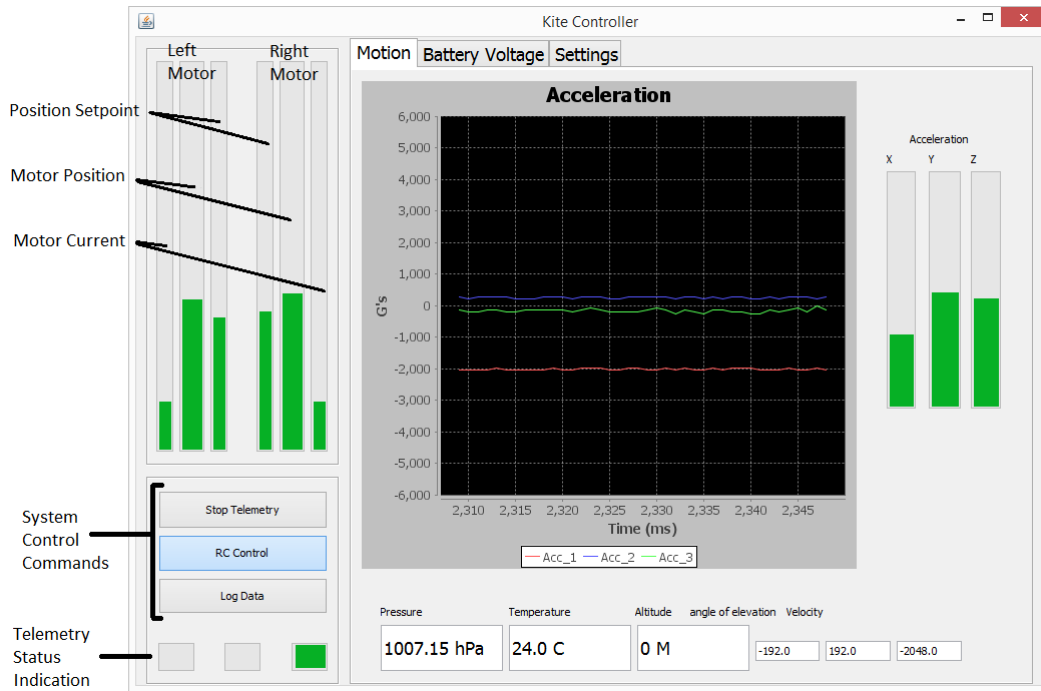 Kite Controller
Left Motor
Right Motor
Position Setpoint
Motor Position
Motor Current
System Control Commands
Stop Telemetry
RC Control
Log Data
Telemetry Status Indication
Motion
Battery Voltage
Settings
Acceleration
G's
6,000
5,000
4,000
3,000
2,000
1,000
0
-1,000
-2,000
-3,000
-4,000
-5,000
-6,000
2,310 2,315 2,320 2,325 2,330 2,335 2,340 2,345
Time (ms)
Acc_1 Acc_2 Acc_3
Acceleration
X Y Z
Pressure Temperature Altitude angle of elevation Velocity
1007.15 hPa 24.0 C 0 M -192.0 192.0 -2048.0